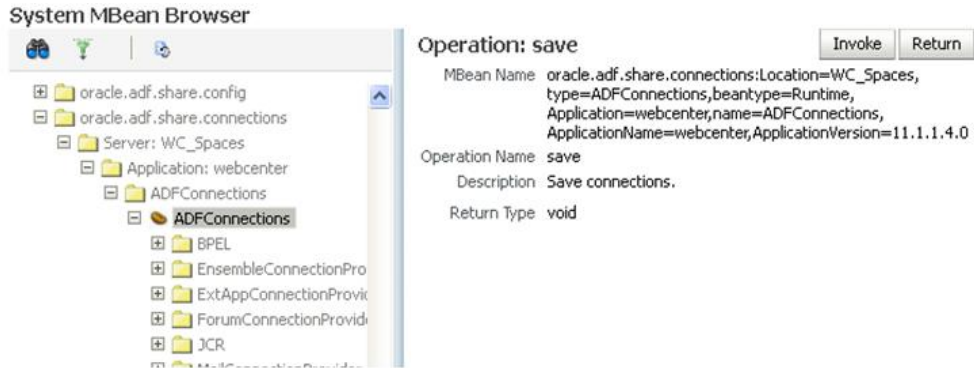 System MBean Browser
oracle.adf.share.config
oracle.adf.share.connections
Server: WC_Spaces
Application: webcenter
ADFConnections
ADFConnections
BPEL
EnsembleConnectionPro
ExtAppConnectionProvid
ForumConnectionProvide
JCR
Operation: save
Invoke
Return
MBean Name oracle.adf.share.connections:Location=WC_Spaces,
type=ADFConnections,beantype=Runtime,
Application=webcenter,name=ADFConnections,
ApplicationName=webcenter,ApplicationVersion=11.1.1.4.0
Operation Name save
Description Save connections.
Return Type void